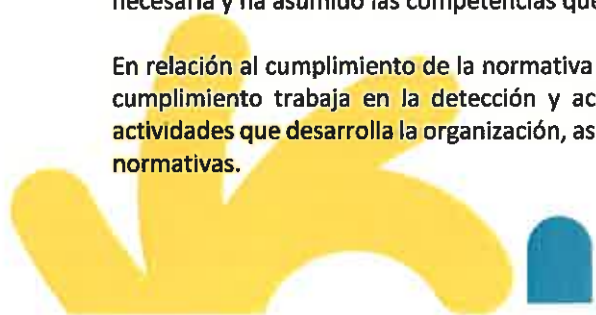 necesaria y ha asumido las competencias que
En relación al cumplimiento de la normativa
cumplimiento trabaja en la detección y ac
actividades que desarrolla la organización, as
normativas.